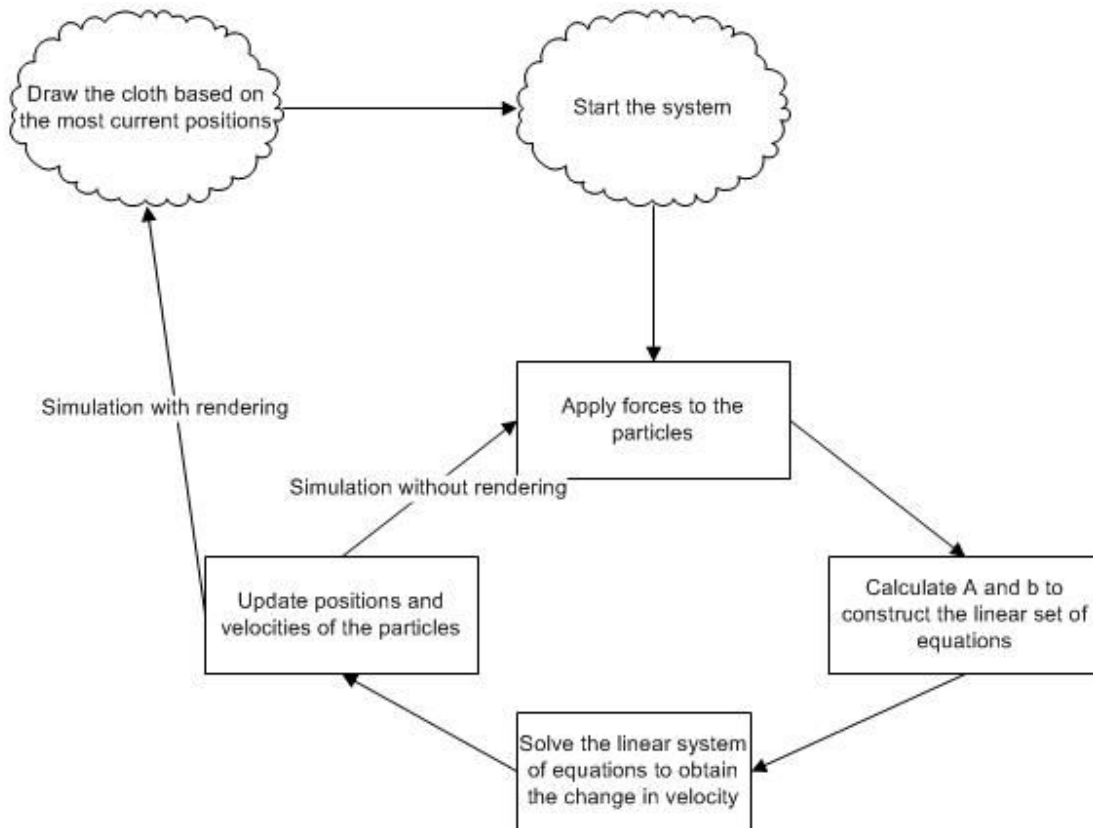 Draw the cloth based on
the most current positions
Start the system
Simulation with rendering
Apply forces to the
particles
Simulation without rendering
Update positions and
velocities of the particles
Calculate A and b to
construct the linear set of
equations
Solve the linear system
of equations to obtain
the change in velocity